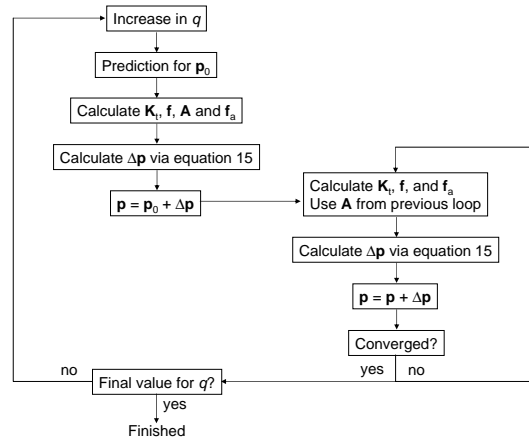 Increase in q
Prediction for p₀
Calculate Kₜ, f, A and fₐ
Calculate Δp via equation 15
p = p₀ + Δp
Calculate Kₜ, f, and fₐ
Use A from previous loop
Calculate Δp via equation 15
p = p + Δp
Converged?
yes
no
no
Final value for q?
yes
Finished